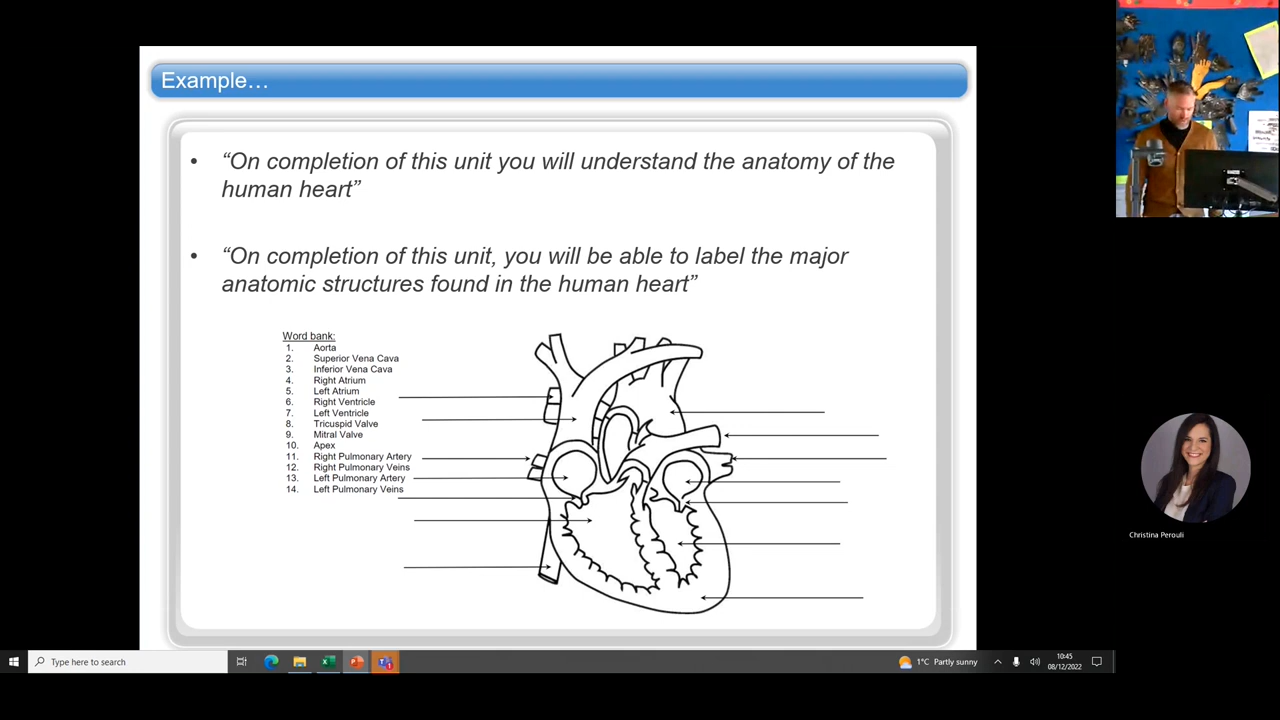 Example…
• “On completion of this unit you will understand the anatomy of the
human heart”
• “On completion of this unit, you will be able to label the major
anatomic structures found in the human heart”
Word bank:
1. Aorta
2. Superior Vena Cava
3. Inferior Vena Cava
4. Right Atrium
5. Left Atrium
6. Right Ventricle
7. Left Ventricle
8. Tricuspid Valve
9. Mitral Valve
10. Apex
11. Right Pulmonary Artery
12. Right Pulmonary Veins
13. Left Pulmonary Artery
14. Left Pulmonary Veins
Christina Perouli
Type here to search
1°C Partly sunny
10:45
08/12/2022